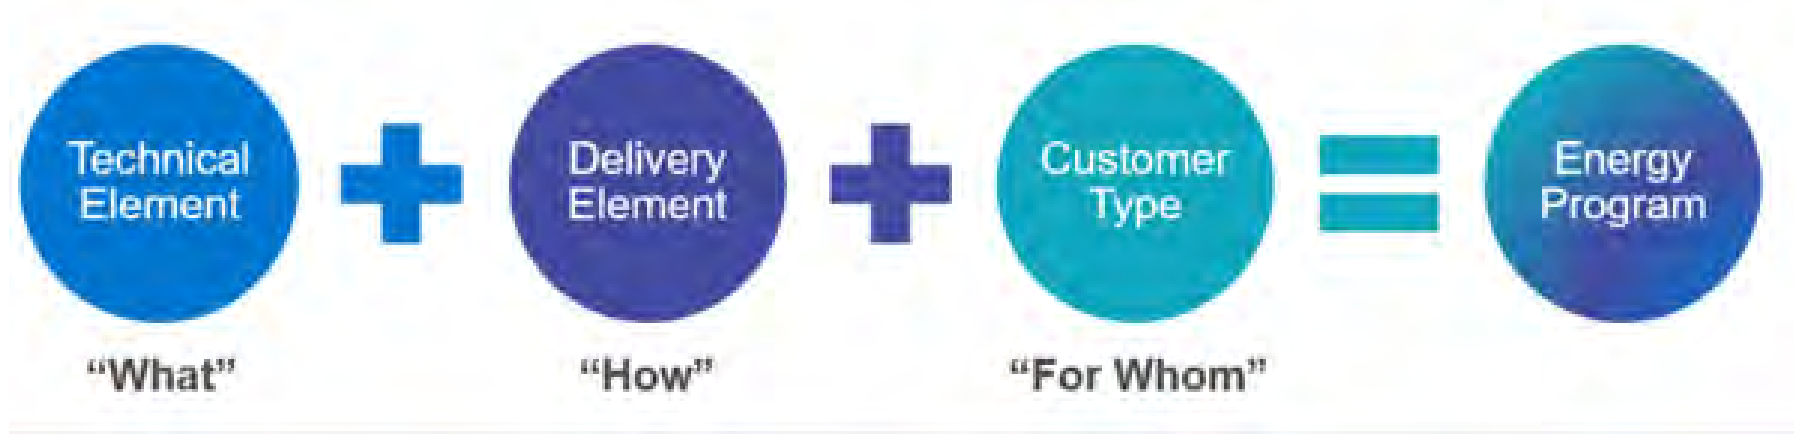 Technical
Element
Delivery
Element
Customer
Type
Energy
Program
“What”
“How”
“For Whom”